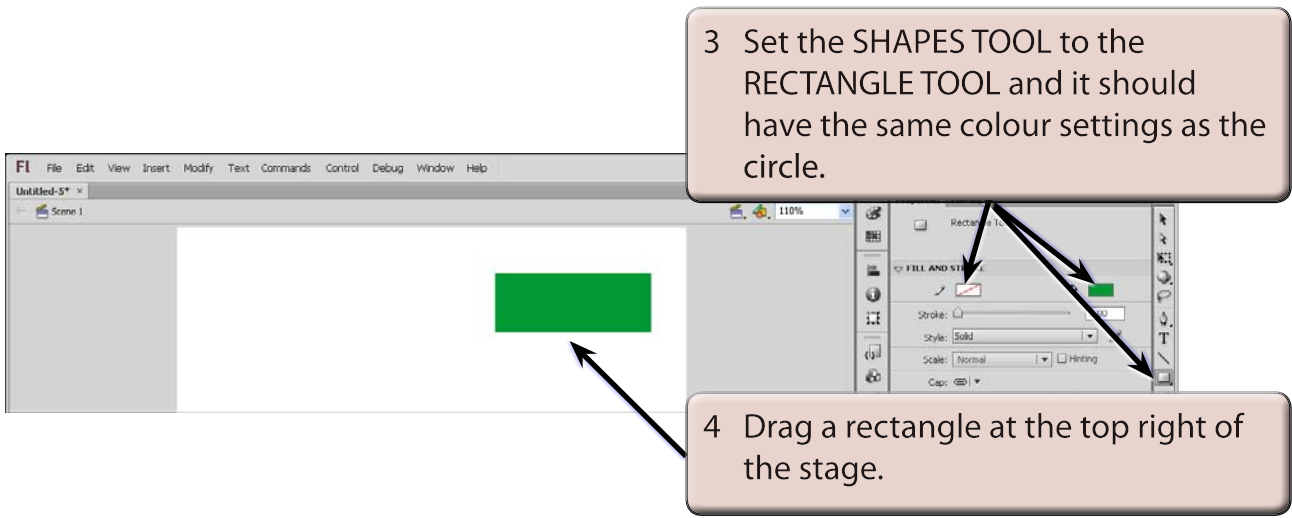 3 Set the SHAPES TOOL to the
RECTANGLE TOOL and it should
have the same colour settings as the
circle.
Fl File Edit View Insert Modify Text Commands Control Debug Window Help
Untitled-5* ×
Scene 1 110%
Rectangle
FILL AND
Stroke:
Style: Solid
Scale: Normal Hinting
Cap:
4 Drag a rectangle at the top right of
the stage.